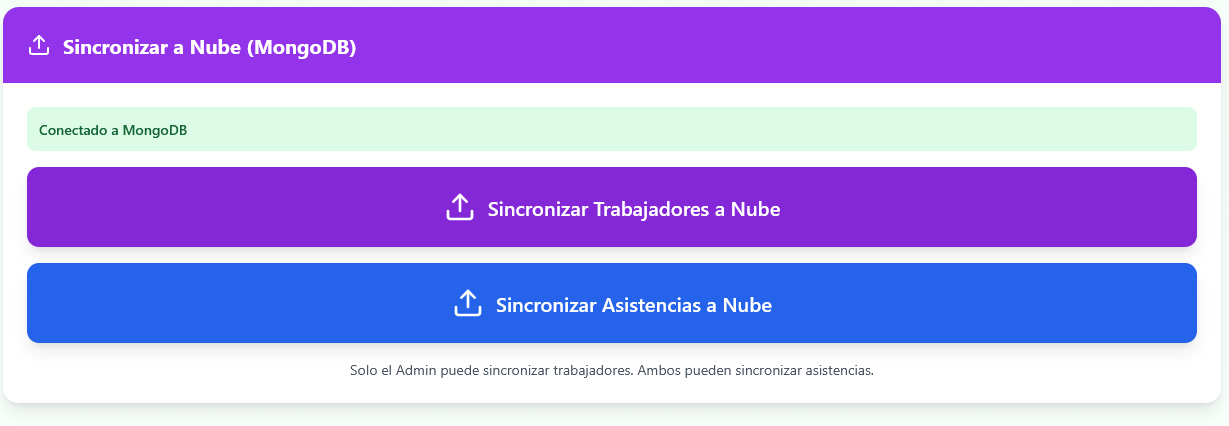 Sincronizar a Nube (MongoDB)
Conectado a MongoDB
Sincronizar Trabajadores a Nube
Sincronizar Asistencias a Nube
Solo el Admin puede sincronizar trabajadores. Ambos pueden sincronizar asistencias.